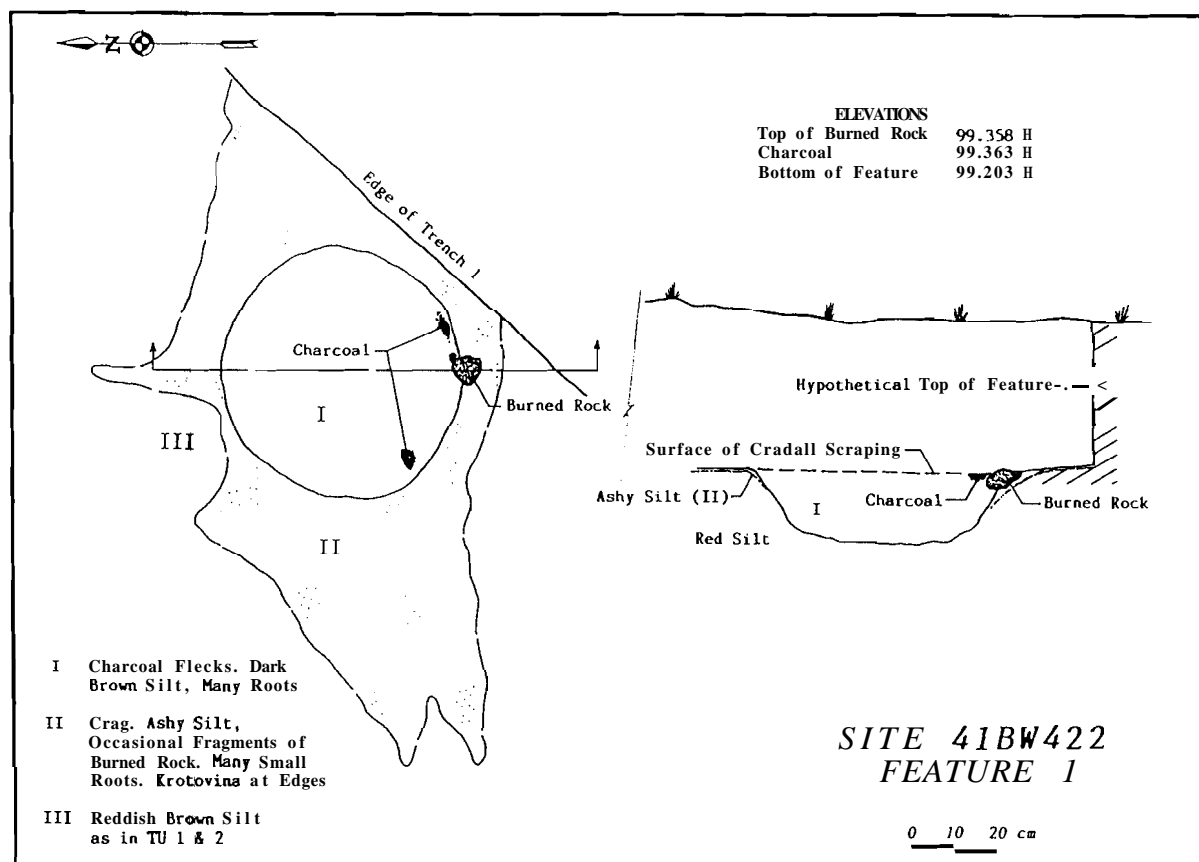 Z
ELEVATIONS
Top of Burned Rock 99.358 H
Charcoal 99.363 H
Bottom of Feature 99.203 H
Edge of Trench 1
Charcoal
Burned Rock
I
III
II
Hypothetical Top of Feature-.— <
Surface of Cradall Scraping
Ashy Silt (II)
Charcoal
Burned Rock
I
Red Silt
I Charcoal Flecks. Dark
Brown Silt, Many Roots
II Crag. Ashy Silt,
Occasional Fragments of
Burned Rock. Many Small
Roots. Krotovina at Edges
III Reddish Brown Silt
as in TU 1 & 2
SITE 41BW422
FEATURE 1
0 10 20 cm